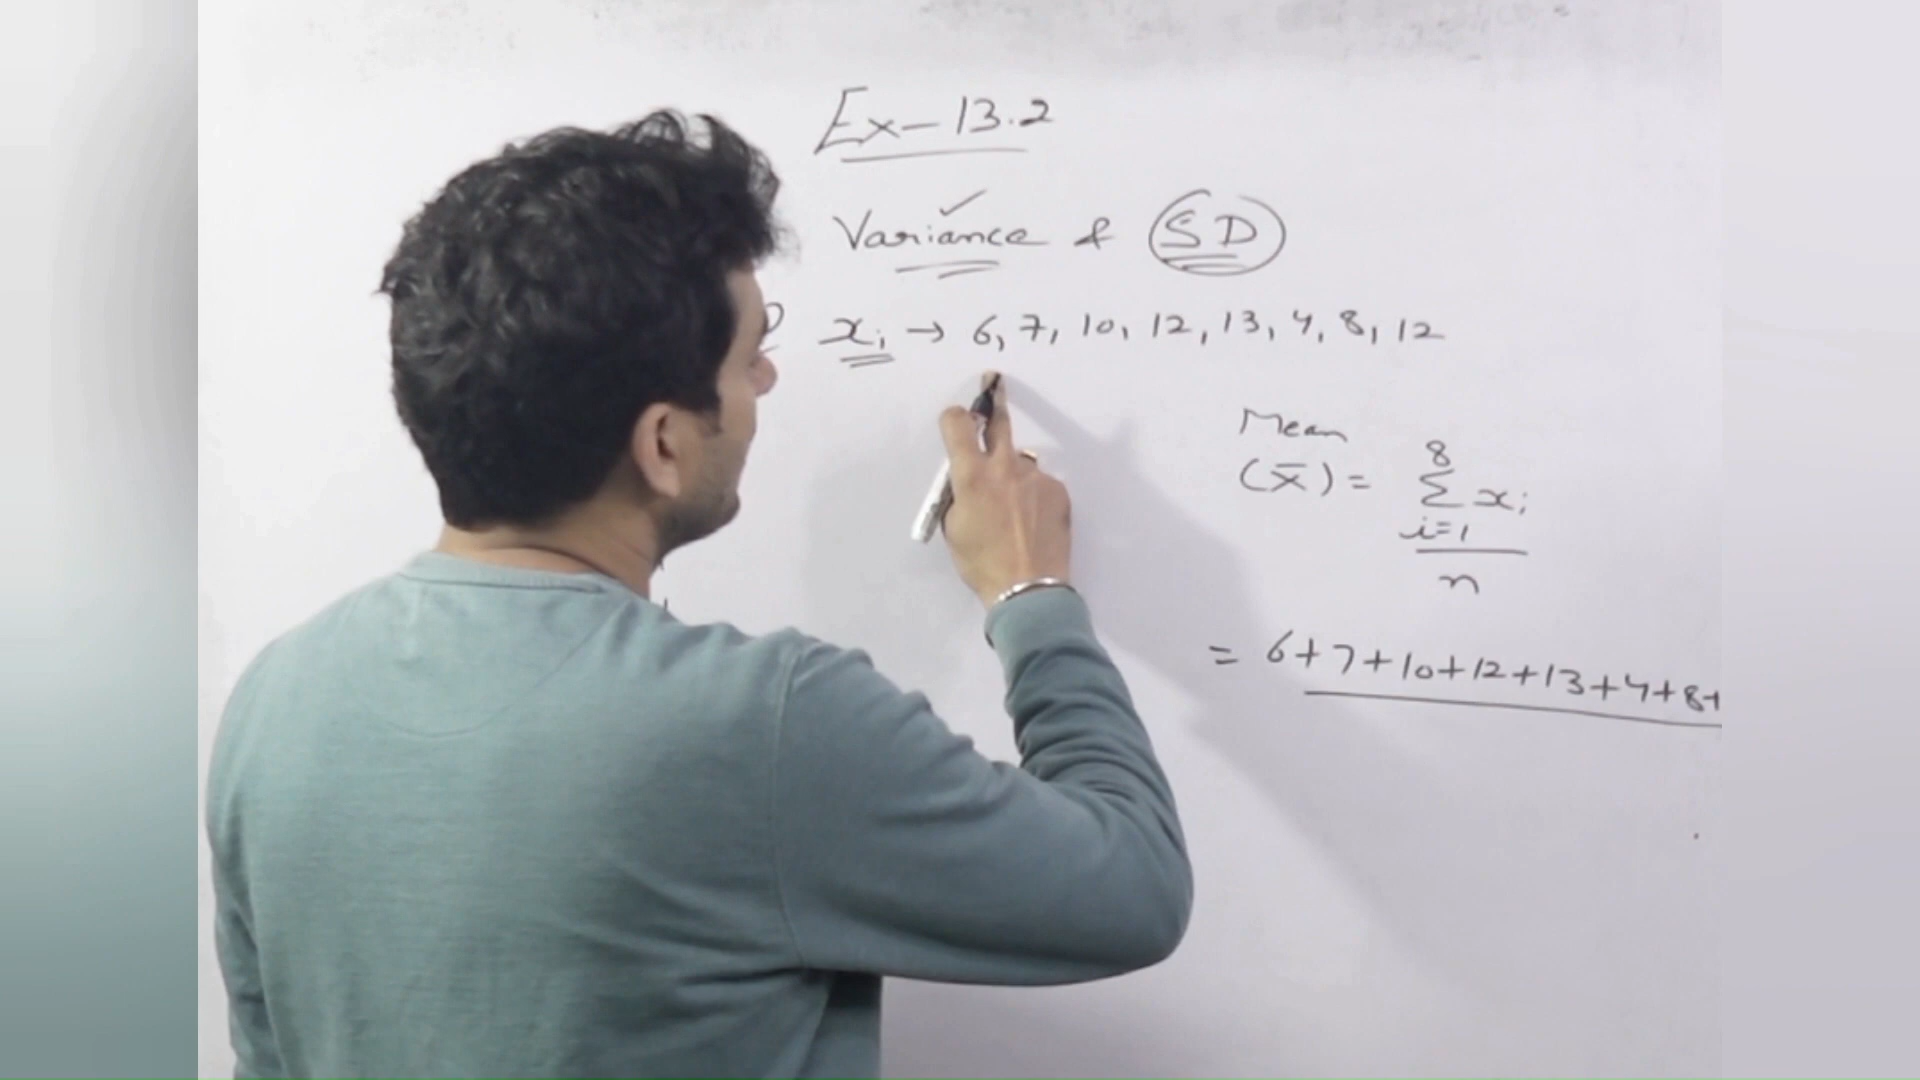 Ex-13.2
Variance & SD
xᵢ → 6, 7, 10, 12, 13, 4, 8, 12
Mean
(x̄) = 8 Σ i=1 xᵢ
n
= 6+7+10+12+13+4+8+